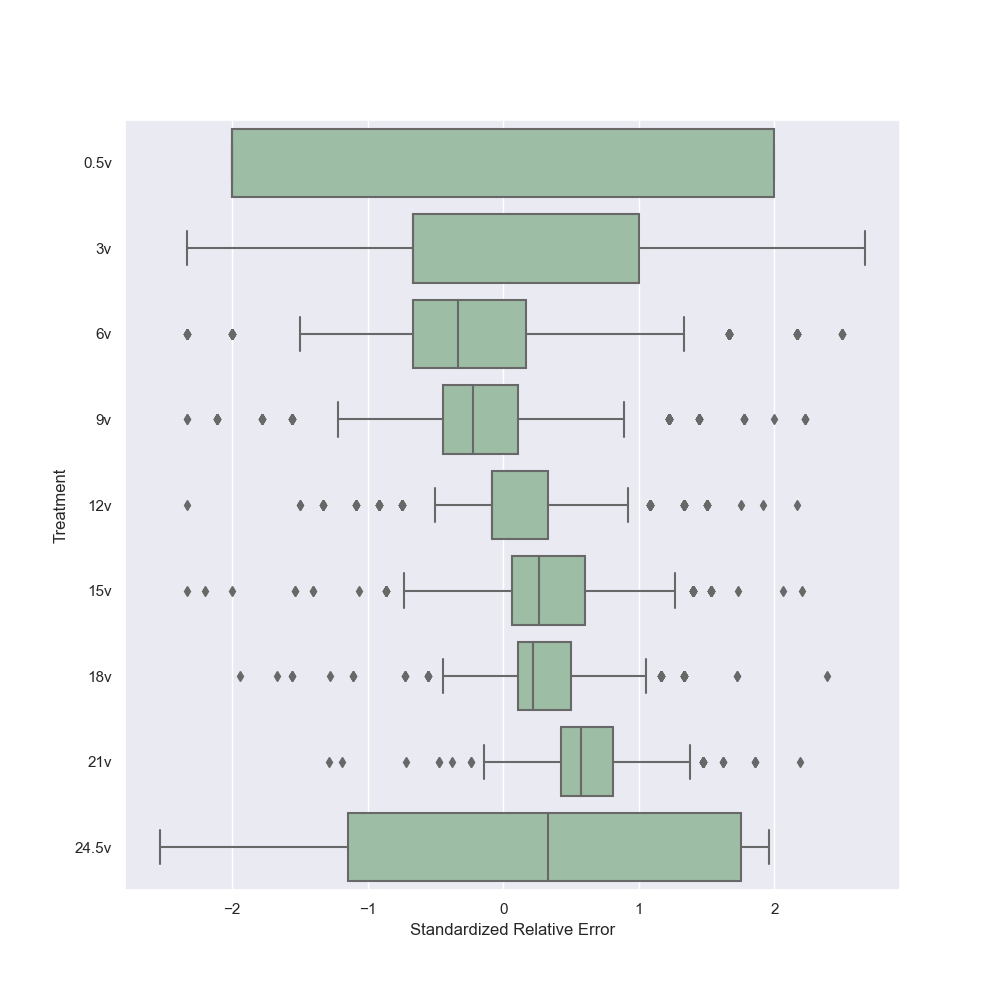 0.5v
3v
6v
9v
12v
15v
18v
21v
24.5v
Treatment
−2 −1 0 1 2
Standardized Relative Error